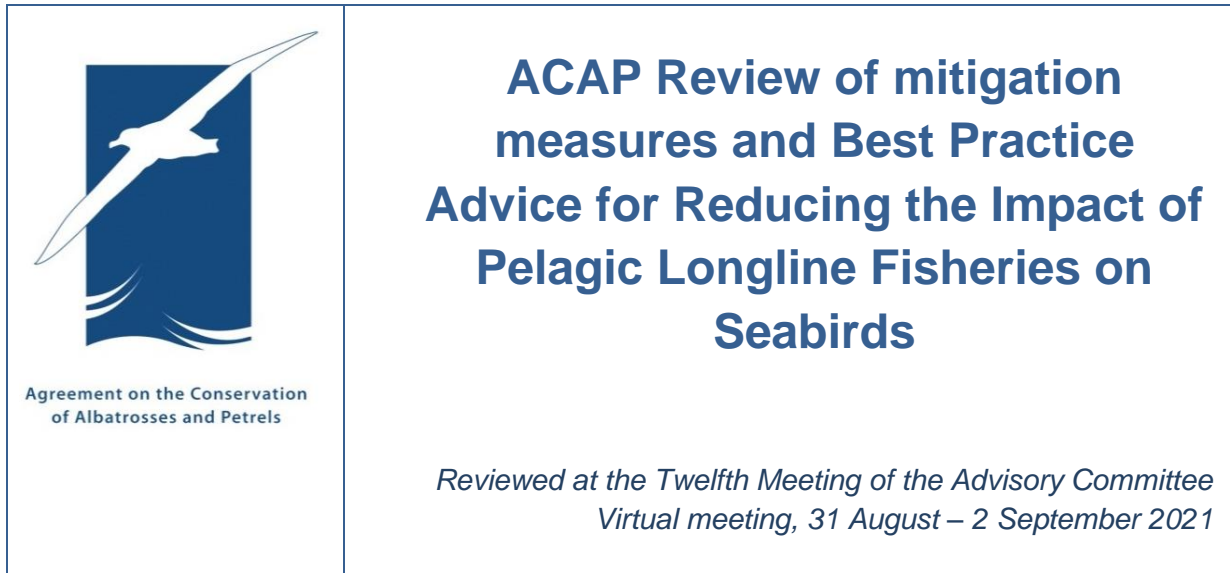 Agreement on the Conservation
of Albatrosses and Petrels
ACAP Review of mitigation
measures and Best Practice
Advice for Reducing the Impact of
Pelagic Longline Fisheries on
Seabirds
Reviewed at the Twelfth Meeting of the Advisory Committee
Virtual meeting, 31 August – 2 September 2021